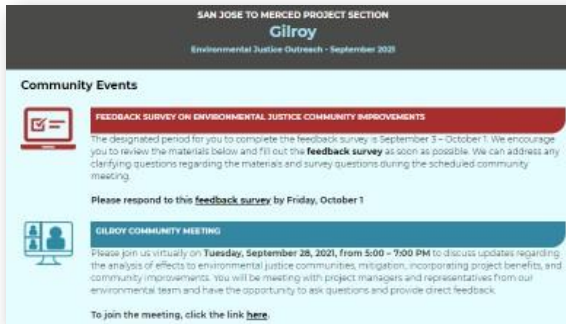 SAN JOSE TO MERCED PROJECT SECTION
Gilroy
Environmental Justice Outreach - September 2021
Community Events
FEEDBACK SURVEY ON ENVIRONMENTAL JUSTICE COMMUNITY IMPROVEMENTS
The designated period for you to complete the feedback survey is September 3 – October 1. We encourage
you to review the materials below and fill out the feedback survey as soon as possible. We can address any
clarifying questions regarding the materials and survey questions during the scheduled community
meeting.
Please respond to this feedback survey by Friday, October 1
GILROY COMMUNITY MEETING
Please join us virtually on Tuesday, September 28, 2021, from 5:00 – 7:00 PM to discuss updates regarding
the analysis of effects to environmental justice communities, mitigation, incorporating project benefits, and
community improvements. You will be meeting with project managers and representatives from our
environmental team and have the opportunity to ask questions and provide direct feedback.
To join the meeting, click the link here.